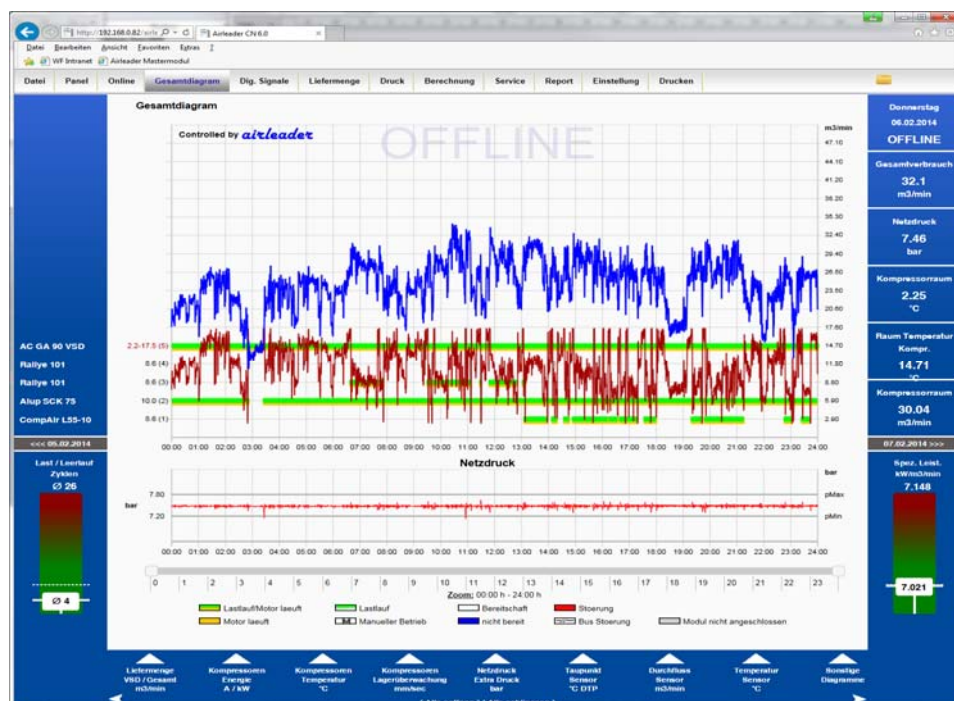 http://192.168.0.82/airle
Airleader CN 6.0
Datei Bearbeiten Ansicht Favoriten Extras ?
WF Intranet Airleader Mastermodul
Datei Panel Online Gesamtdiagram Dig. Signale Liefermenge Druck Berechnung Service Report Einstellung Drucken
Gesamtdiagram
Controlled by airleader
OFFLINE
m3/min
47.10
44.10
41.20
38.20
35.30
32.40
29.40
26.50
23.50
20.60
17.60
14.70
11.80
8.80
5.90
2.90
AC GA 90 VSD
Rallye 101
Rallye 101
Alup SCK 75
CompAir L55-10
2.2-17.5 (5)
8.6 (4)
8.6 (3)
10.0 (2)
8.6 (1)
00:00 01:00 02:00 03:00 04:00 05:00 06:00 07:00 08:00 09:00 10:00 11:00 12:00 13:00 14:00 15:00 16:00 17:00 18:00 19:00 20:00 21:00 22:00 23:00 24:00
Donnerstag
06.02.2014
OFFLINE
Gesamtverbrauch
32.1
m3/min
Netzdruck
7.46
bar
Kompressorraum
2.25
°C
Raum Temperatur
Kompr.
14.71
°C
Kompressorraum
30.04
m3/min
<<< 05.02.2014
07.02.2014 >>>
Last / Leerlauf
Zyklen
Ø 26
Ø 4
Netzdruck
bar
bar
7.80
7.20
pMax
pMin
00:00 01:00 02:00 03:00 04:00 05:00 06:00 07:00 08:00 09:00 10:00 11:00 12:00 13:00 14:00 15:00 16:00 17:00 18:00 19:00 20:00 21:00 22:00 23:00 24:00
0 1 2 3 4 5 6 7 8 9 10 11 12 13 14 15 16 17 18 19 20 21 22 23
Zoom: 00:00 h - 24:00 h
Lastlauf/Motor laeuft Lastlauf Bereitschaft Stoerung
Motor laeuft M Manueller Betrieb nicht bereit Bus Stoerung Modul nicht angeschlossen
Spez. Leist.
kW/m3/min
7.148
7.021
Liefermenge
VSD / Gesamt
m3/min
Kompressoren
Energie
A / kW
Kompressoren
Temperatur
°C
Kompressoren
Lagerüberwachung
mm/sec
Netzdruck
Extra Druck
bar
Taupunkt
Sensor
°C DTP
Durchfluss
Sensor
m3/min
Temperatur
Sensor
°C
Sonstige
Diagramme